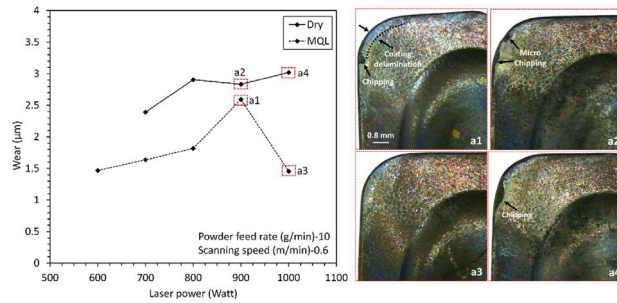 4
3.5
3
2.5
2
1.5
1
0.5
0
Wear (µm)
Dry
MQL
a2
a4
a1
a3
Powder feed rate (g/min)-10
Scanning speed (m/min)-0.6
500 600 700 800 900 1000 1100
Laser power (Watt)
Coating
delamination
Chipping
0.8 mm
a1
Micro
Chipping
a2
a3
Chipping
a4